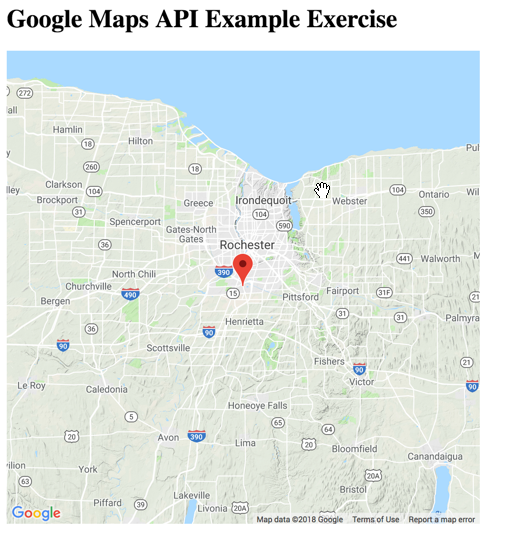 Google Maps API Example Exercise
272
all
Hamlin
18
Hilton
Pul
260
18
lley
Clarkson
104
Irondequoit
104
Ontario
Wil
Brockport
Greece
Webster
31
104
350
Spencerport
590
Gates-North
Gates
36
Rochester
441
Walworth
North Chili
390
Churchville
490
15
Fairport
31F
Bergen
Pittsford
31
Palmyra
36
Henrietta
31
90
90
Scottsville
Fishers
90
Victor
90
Le Roy
Caledonia
Honeoye Falls
5
65
64
20
Avon
390
Lima
20
Bloomfield
vilion
York
20A
Canandaigua
63
Bristol
Piffard
39
Lakeville
Livonia
20A
Google
Map data ©2018 Google
Terms of Use
Report a map error